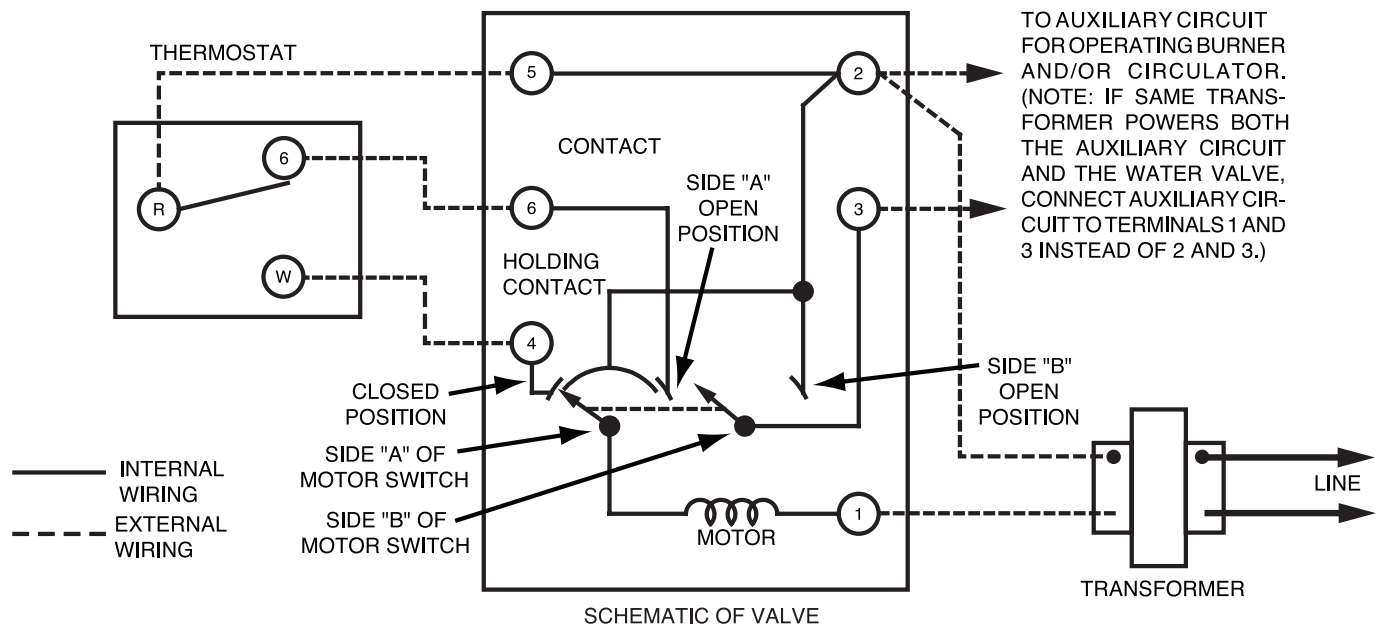 THERMOSTAT
5
2
TO AUXILIARY CIRCUIT
FOR OPERATING BURNER
AND/OR CIRCULATOR.
(NOTE: IF SAME TRANS-
FORMER POWERS BOTH
THE AUXILIARY CIRCUIT
AND THE WATER VALVE,
CONNECT AUXILIARY CIR-
CUIT TO TERMINALS 1 AND
3 INSTEAD OF 2 AND 3.)
6
R
W
CONTACT
6
SIDE "A"
OPEN
POSITION
3
HOLDING
CONTACT
4
CLOSED
POSITION
SIDE "B"
OPEN
POSITION
SIDE "A" OF
MOTOR SWITCH
SIDE "B" OF
MOTOR SWITCH
MOTOR
1
LINE
TRANSFORMER
INTERNAL
WIRING
EXTERNAL
WIRING
SCHEMATIC OF VALVE